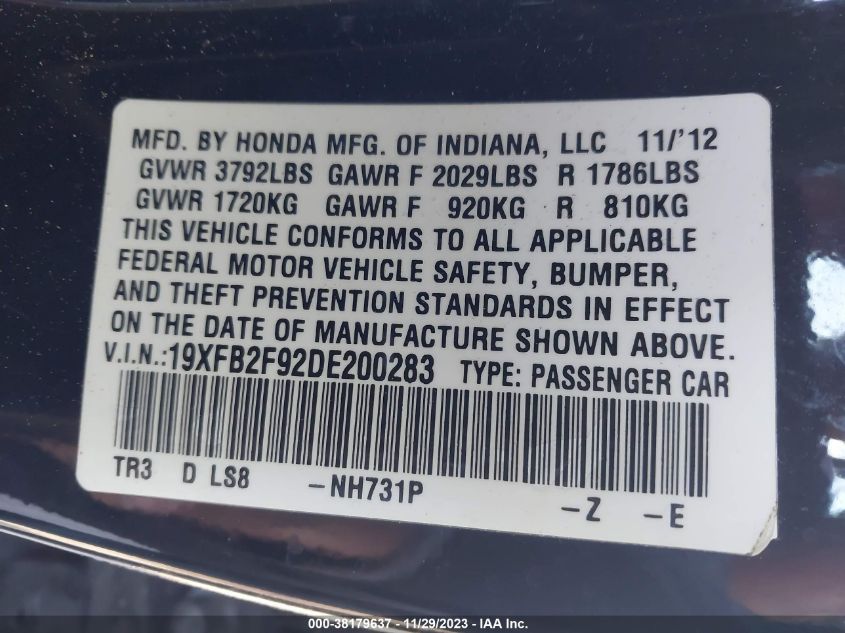 MFD. BY HONDA MFG. OF INDIANA, LLC 11/'12
GVWR 3792LBS GAWR F 2029LBS R 1786LBS
GVWR 1720KG GAWR F 920KG R 810KG
THIS VEHICLE CONFORMS TO ALL APPLICABLE
FEDERAL MOTOR VEHICLE SAFETY, BUMPER,
AND THEFT PREVENTION STANDARDS IN EFFECT
ON THE DATE OF MANUFACTURE SHOWN ABOVE.
V.I.N.:19XFB2F92DE200283 TYPE: PASSENGER CAR
TR3 D LS8 -NH731P -Z -E
000-38179637 - 11/29/2023 - IAA Inc.